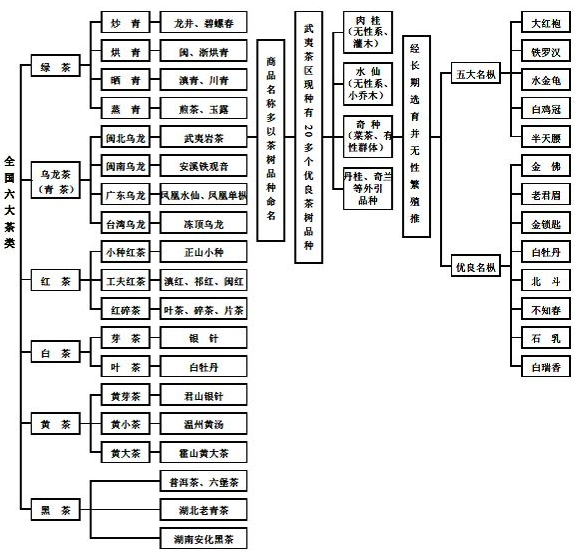 全国六大茶类
绿 茶
炒 青
龙井、碧螺春
烘 青
闽、浙烘青
晒 青
滇青、川青
蒸 青
煎茶、玉露
乌龙茶
（青 茶）
闽北乌龙
武夷岩茶
闽南乌龙
安溪铁观音
广东乌龙
凤凰水仙、凤凰单枞
台湾乌龙
冻顶乌龙
红 茶
小种红茶
正山小种
工夫红茶
滇红、祁红、闽红
红碎茶
叶茶、碎茶、片茶
白 茶
芽 茶
银 针
叶 茶
白牡丹
黄 茶
黄芽茶
君山银针
黄小茶
温州黄汤
黄大茶
霍山黄大茶
黑 茶
普洱茶、六堡茶
湖北老青茶
湖南安化黑茶
商品名称多以茶树品种命名
武夷茶区现种有20多个优良茶树品种
肉 桂
（无性系、
灌木）
水 仙
（无性系、
小乔木）
奇 种
（菜茶、有
性群体）
丹桂、奇兰
等外引
品种
经长期选育并无性繁殖推
五大名枞
大红袍
铁罗汉
水金龟
白鸡冠
半天腰
优良名枞
金 佛
老君眉
金锁匙
白牡丹
北 斗
不知春
石 乳
白瑞香